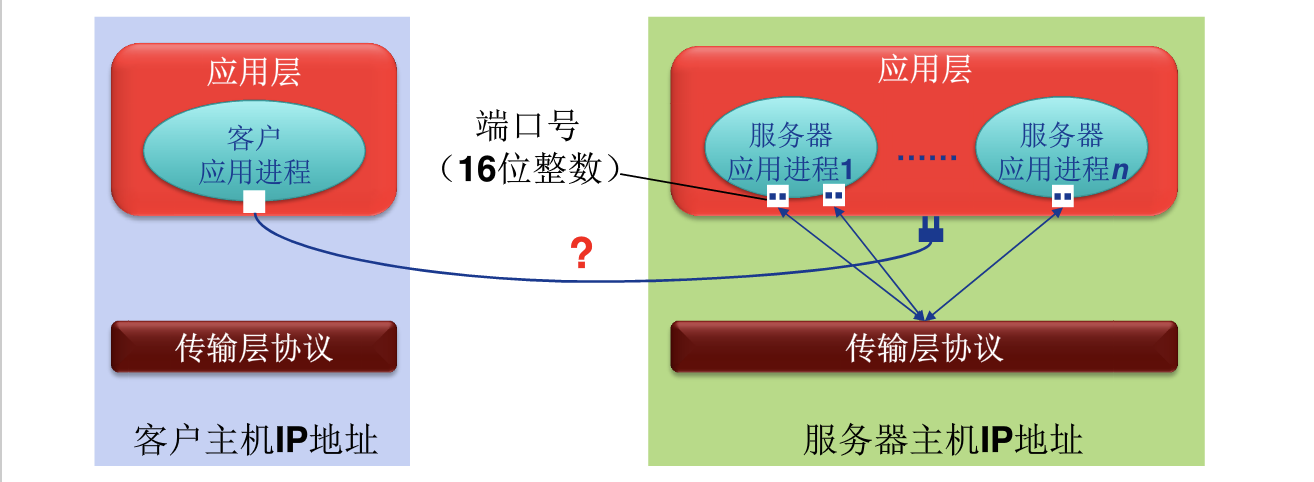 应用层
客户
应用进程
传输层协议
客户主机IP地址
端口号
（16位整数）
?
应用层
服务器
应用进程1
......
服务器
应用进程n
传输层协议
服务器主机IP地址